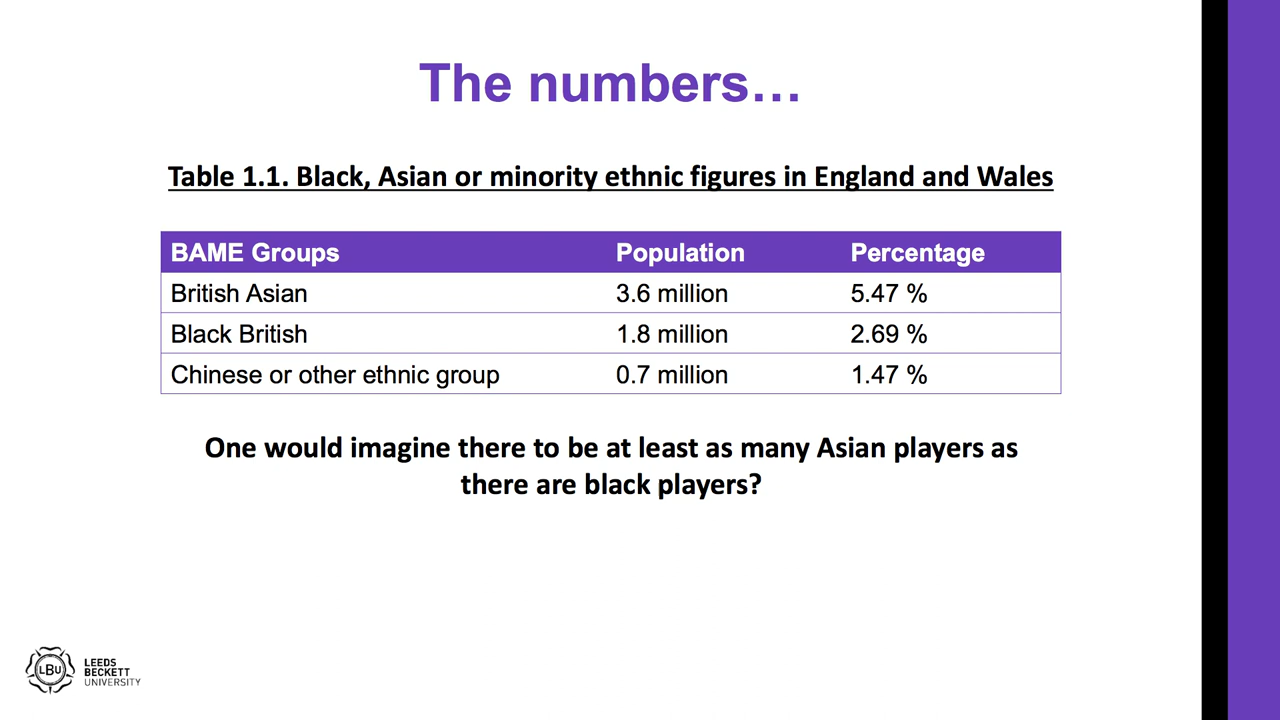 The numbers…
Table 1.1. Black, Asian or minority ethnic figures in England and Wales
BAME Groups Population Percentage
British Asian 3.6 million 5.47 %
Black British 1.8 million 2.69 %
Chinese or other ethnic group 0.7 million 1.47 %
One would imagine there to be at least as many Asian players as
there are black players?
LBU
LEEDS
BECKETT
UNIVERSITY